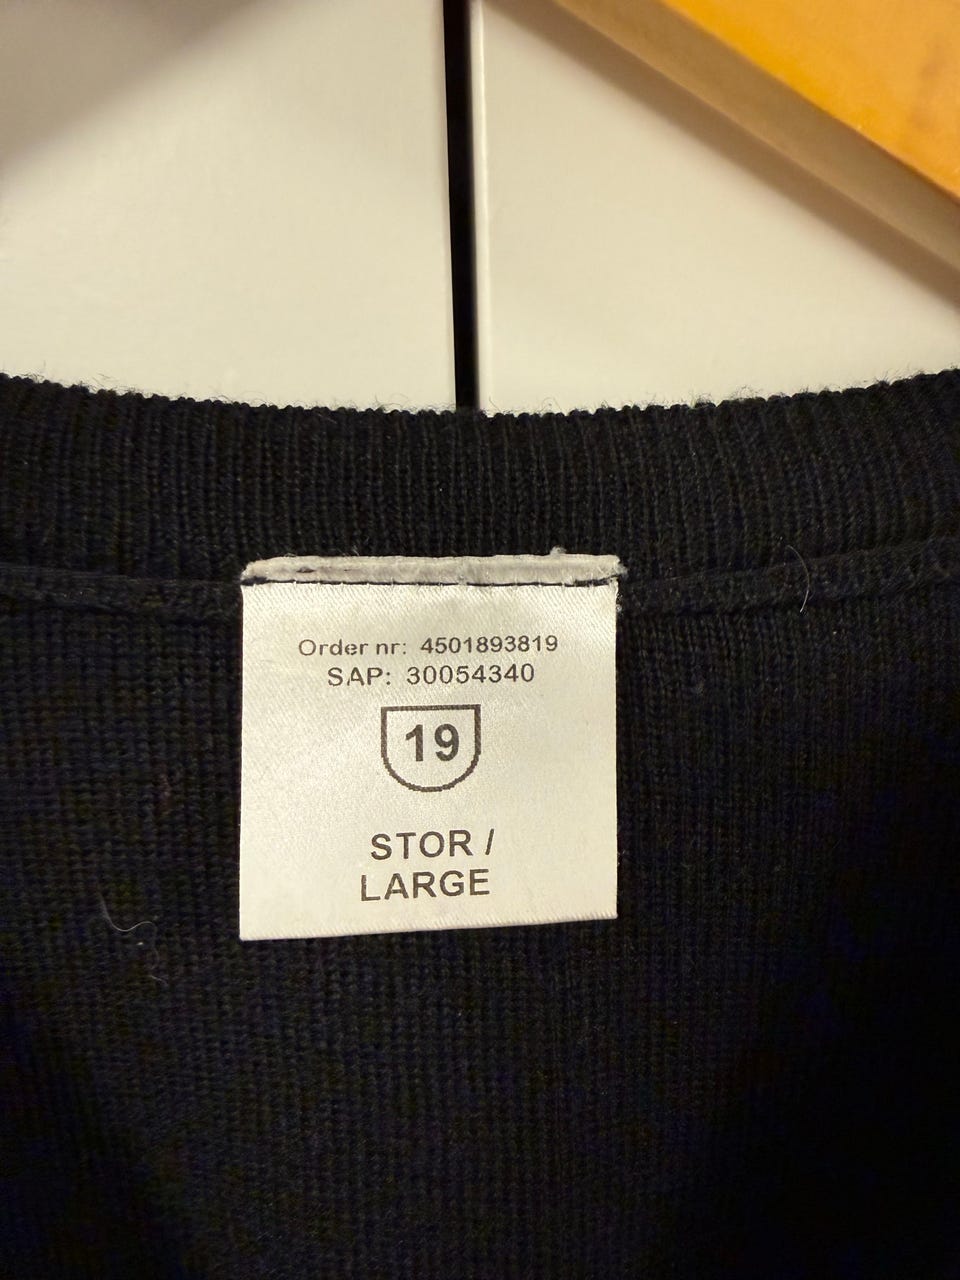 Order nr: 4501893819
SAP: 30054340
19
STOR /
LARGE